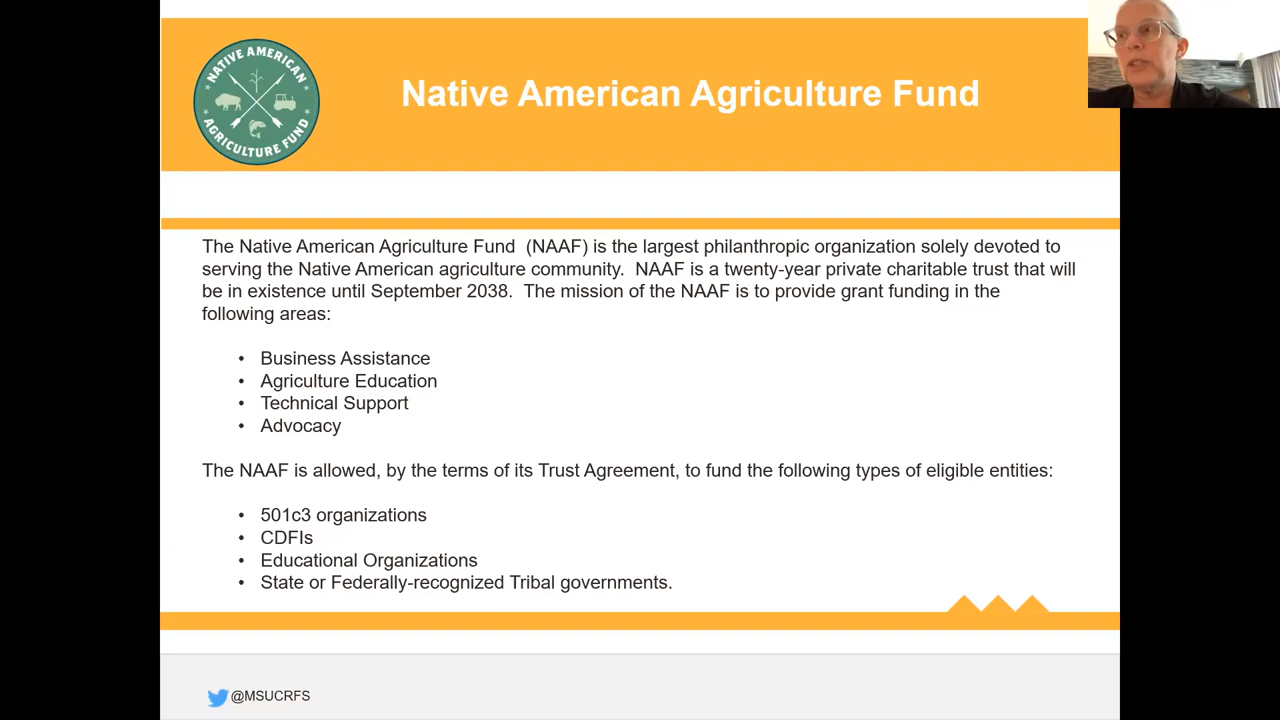 NATIVE AMERICAN
AGRICULTURE FUND
Native American Agriculture Fund
The Native American Agriculture Fund  (NAAF) is the largest philanthropic organization solely devoted to
serving the Native American agriculture community.  NAAF is a twenty-year private charitable trust that will
be in existence until September 2038.  The mission of the NAAF is to provide grant funding in the
following areas:
• Business Assistance
• Agriculture Education
• Technical Support
• Advocacy
The NAAF is allowed, by the terms of its Trust Agreement, to fund the following types of eligible entities:
• 501c3 organizations
• CDFIs
• Educational Organizations
• State or Federally-recognized Tribal governments.
@MSUCRFS